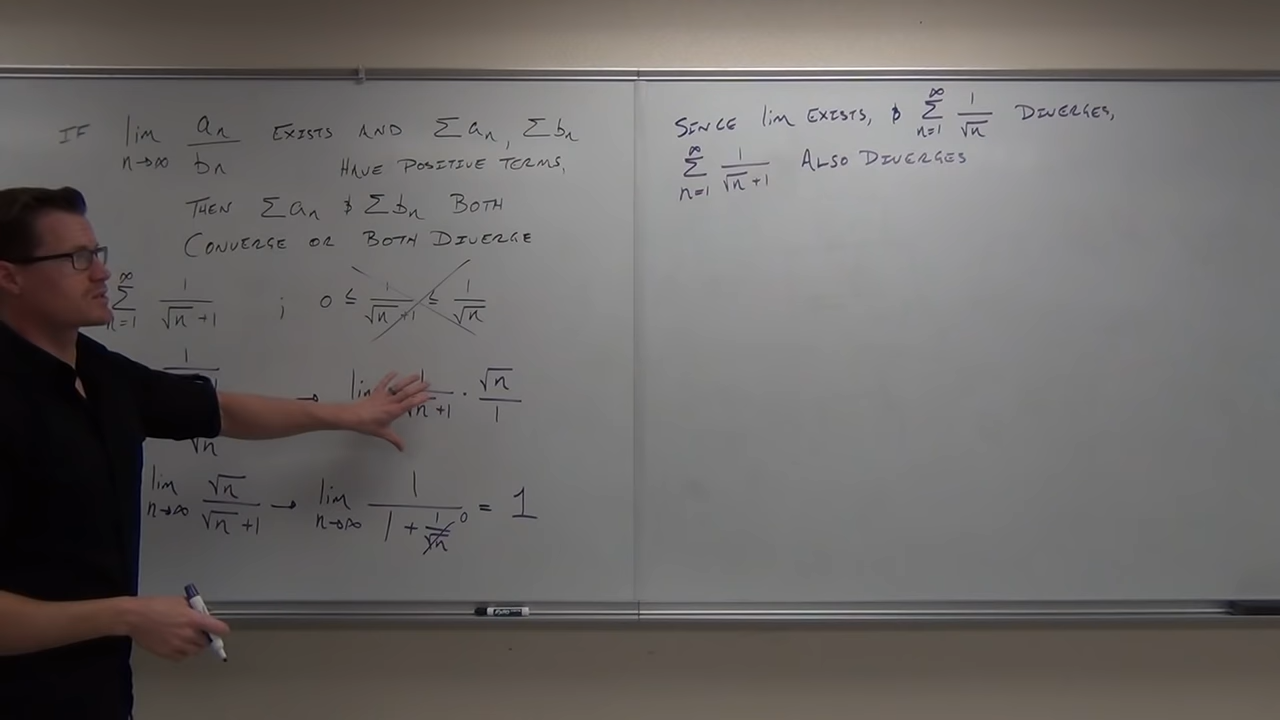 IF lim n→∞ an/bn EXISTS AND Σan, Σbn
HAVE POSITIVE TERMS,
THEN Σan & Σbn BOTH
CONVERGE OR BOTH DIVERGE
∞ Σ n=1 1/(√n+1) ; 0 ≤ 1/(√n+1) ≤ 1/√n
1 → lim 1/(√n+1) · √n/1
√n
lim n→∞ √n/(√n+1) → lim n→∞ 1/(1+1/√n) 0 = 1
SINCE lim EXISTS, & ∞ Σ n=1 1/√n DIVERGES,
∞ Σ n=1 1/(√n+1) ALSO DIVERGES